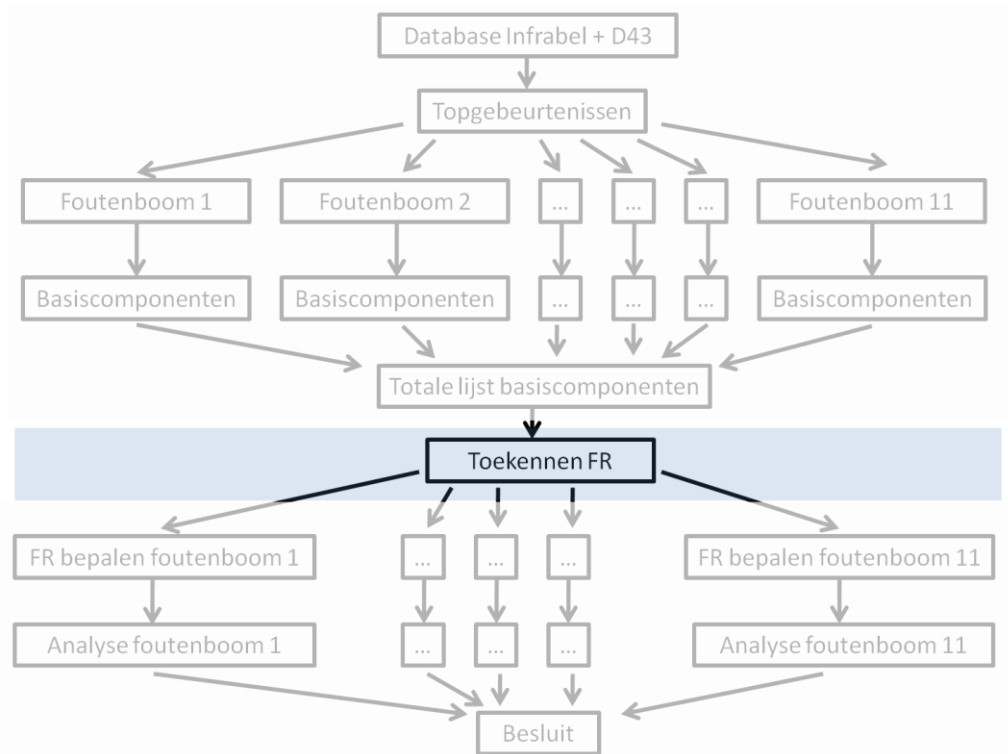 Database Infrabel + D43
Topgebeurtenissen
Foutenboom 1
Foutenboom 2
...
...
...
Foutenboom 11
Basiscomponenten
Basiscomponenten
...
...
...
Basiscomponenten
Totale lijst basiscomponenten
Toekennen FR
FR bepalen foutenboom 1
...
...
...
FR bepalen foutenboom 11
Analyse foutenboom 1
...
...
...
Analyse foutenboom 11
Besluit